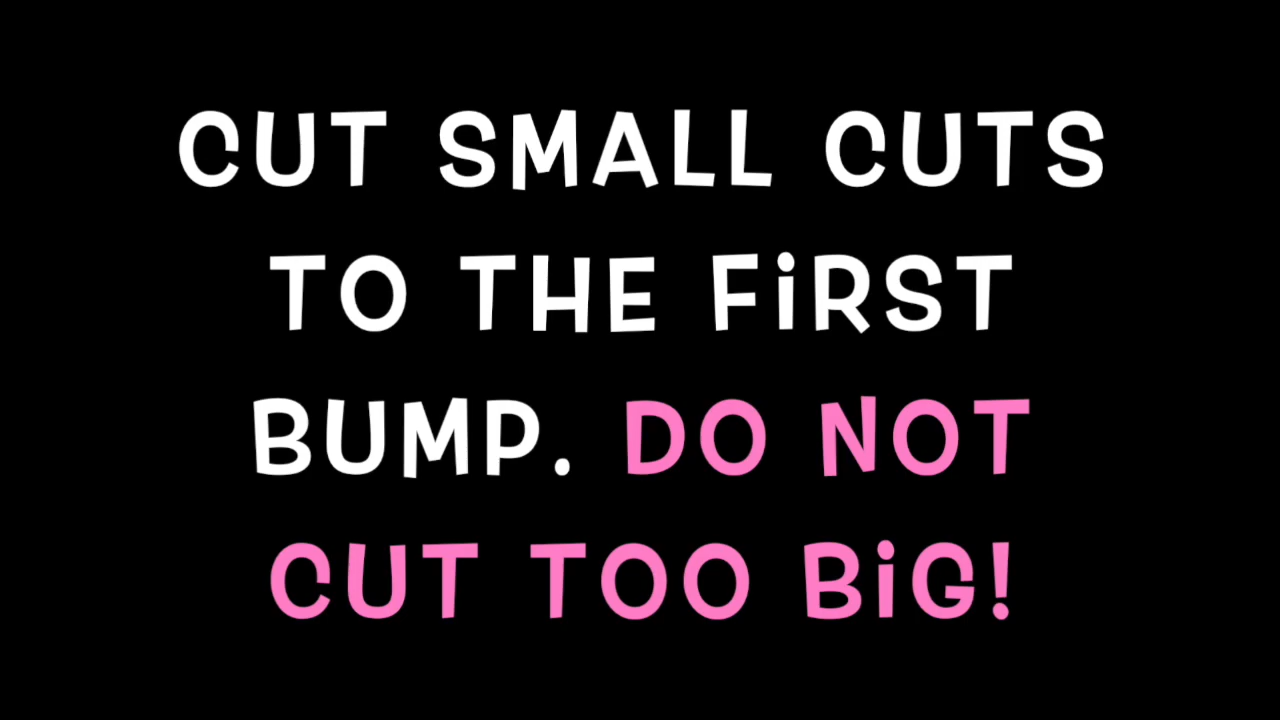 CUT SMALL CUTS
TO THE FiRST
BUMP. DO NOT
CUT TOO BiG!